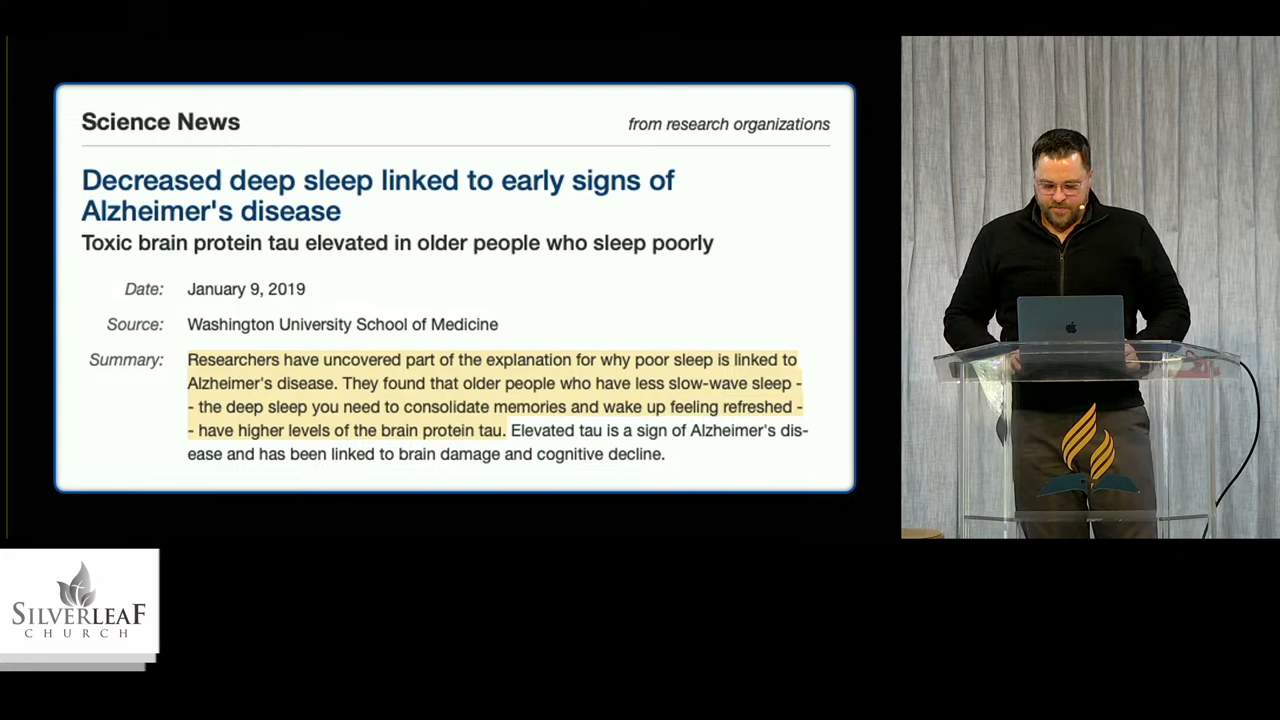 Science News
from research organizations
Decreased deep sleep linked to early signs of
Alzheimer's disease
Toxic brain protein tau elevated in older people who sleep poorly
Date: January 9, 2019
Source: Washington University School of Medicine
Summary: Researchers have uncovered part of the explanation for why poor sleep is linked to
Alzheimer's disease. They found that older people who have less slow-wave sleep -
- the deep sleep you need to consolidate memories and wake up feeling refreshed -
- have higher levels of the brain protein tau. Elevated tau is a sign of Alzheimer's dis-
ease and has been linked to brain damage and cognitive decline.
SILVERLEAF
CHURCH